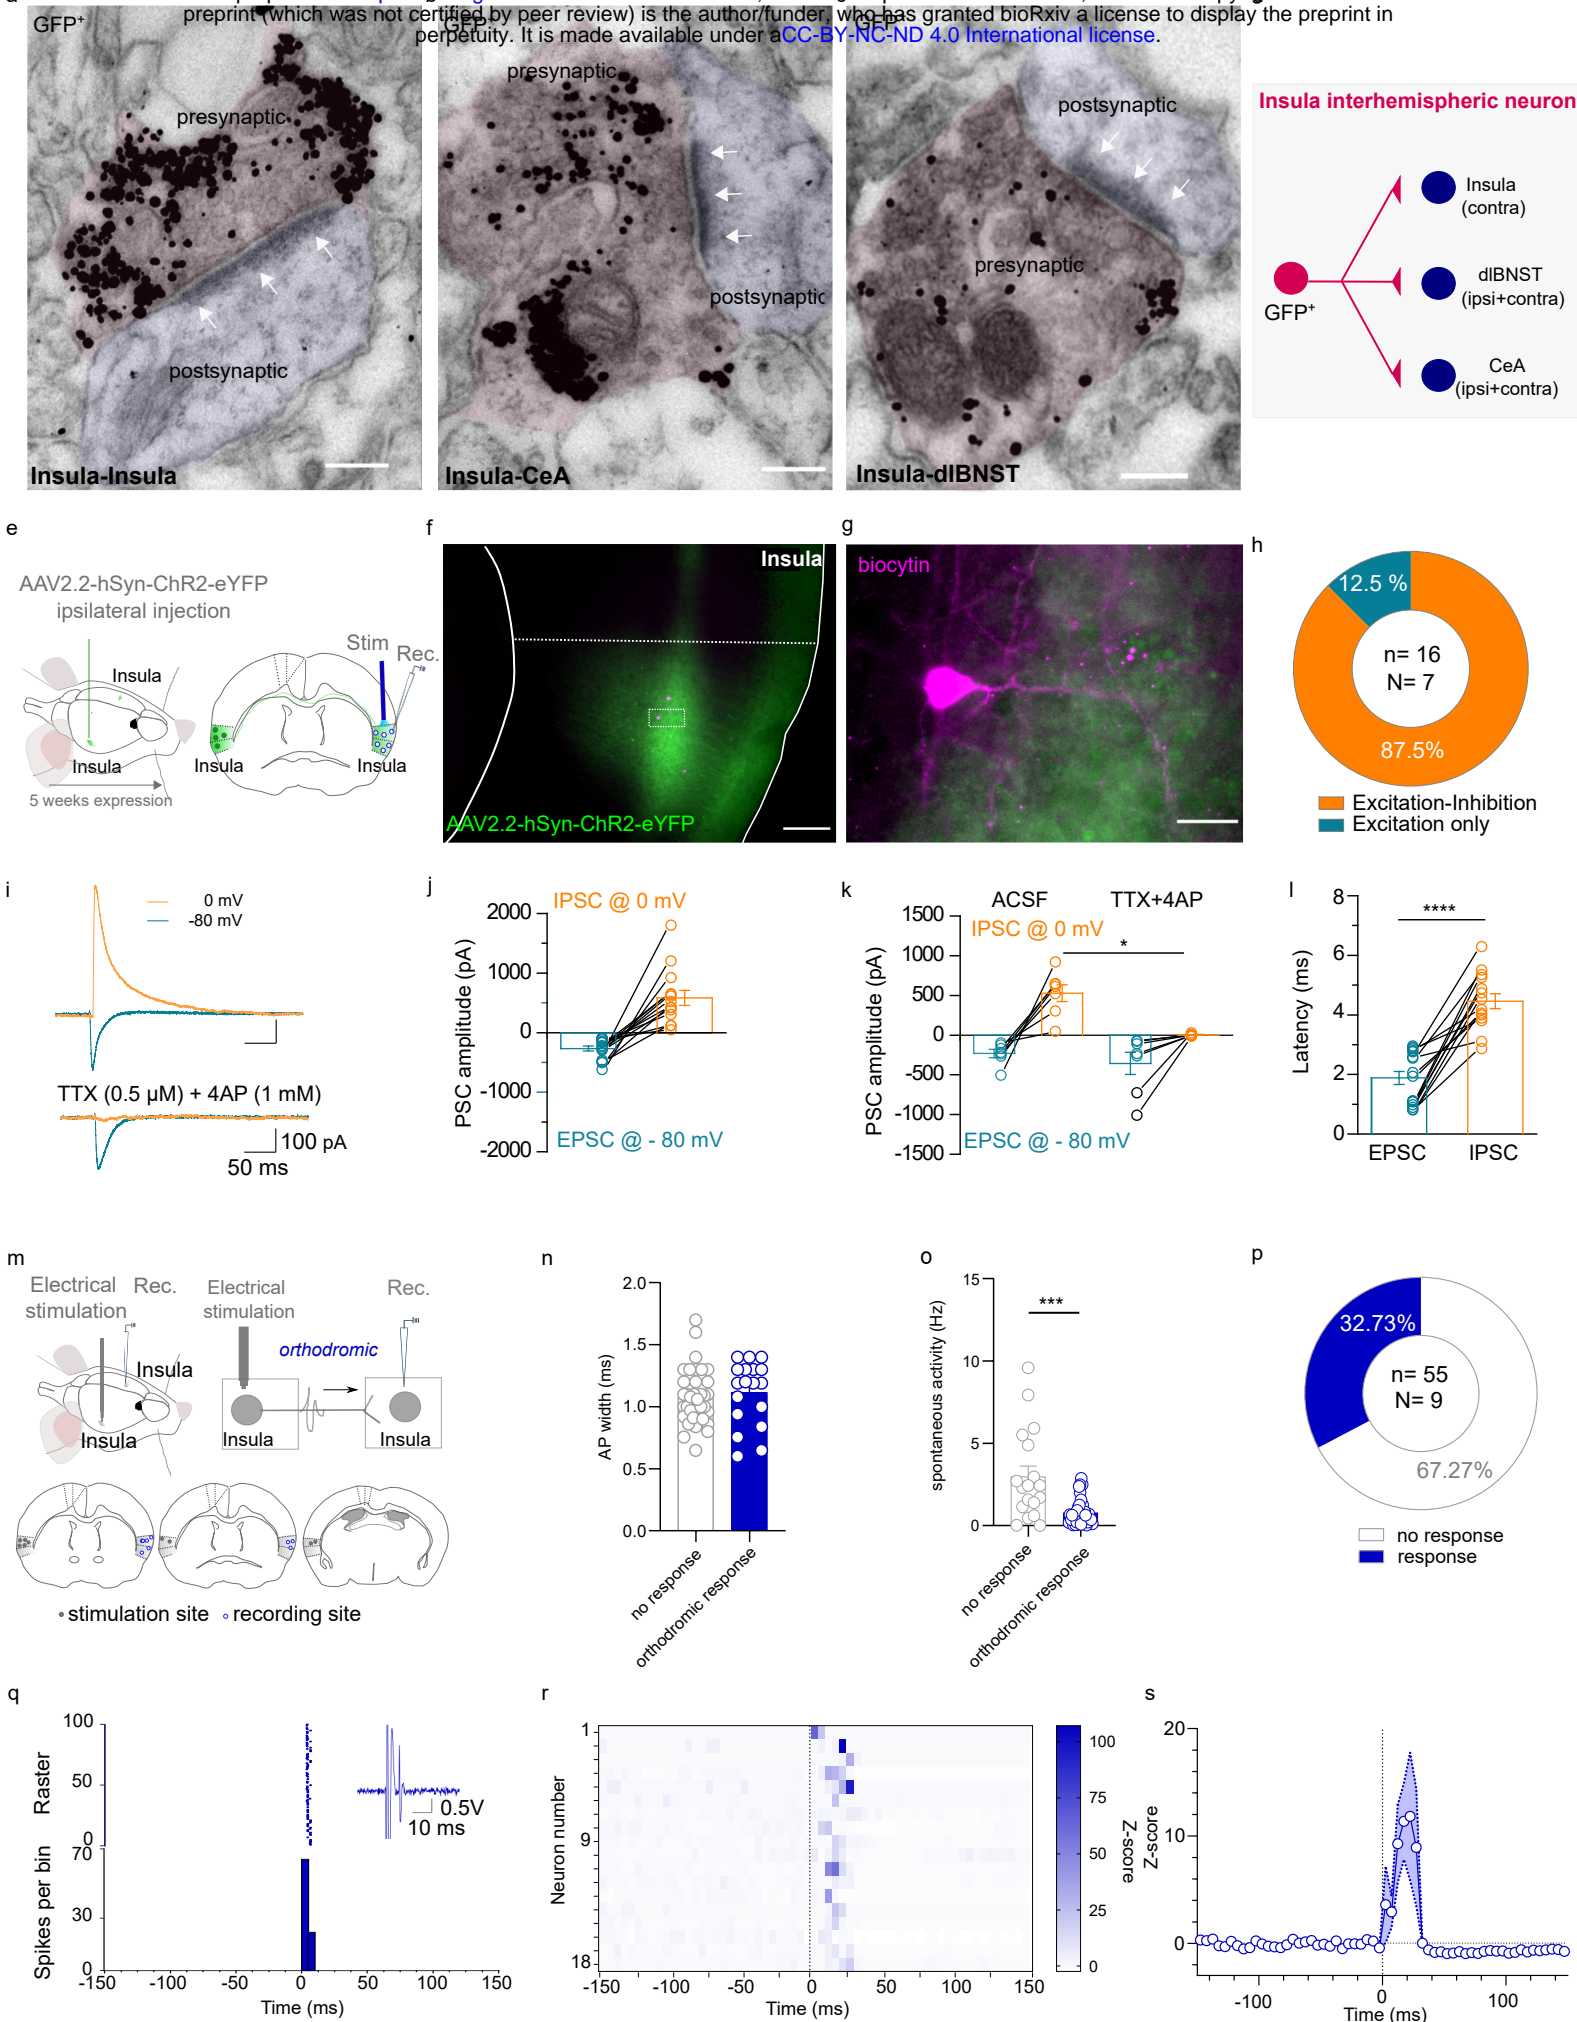 preprint (which was not certified by peer review) is the author/funder, who has granted bioRxiv a license to display the preprint in
perpetuity. It is made available under aCC-BY-NC-ND 4.0 International license.
GFP+
presynaptic
postsynaptic
Insula-Insula
GFP+
presynaptic
postsynaptic
Insula-CeA
GFP+
postsynaptic
presynaptic
Insula-dlBNST
Insula interhemispheric neuron
GFP+
Insula
(contra)
dlBNST
(ipsi+contra)
CeA
(ipsi+contra)
e
AAV2.2-hSyn-ChR2-eYFP
ipsilateral injection
Insula
Insula
5 weeks expression
Stim
Rec.
Insula
Insula
f
Insula
AAV2.2-hSyn-ChR2-eYFP
g
biocytin
h
12.5 %
n= 16
N= 7
87.5%
Excitation-Inhibition
Excitation only
i
0 mV
-80 mV
TTX (0.5 µM) + 4AP (1 mM)
100 pA
50 ms
j
IPSC @ 0 mV
PSC amplitude (pA)
2000
1000
0
-1000
-2000
EPSC @ - 80 mV
k
ACSF
TTX+4AP
IPSC @ 0 mV
*
PSC amplitude (pA)
1500
1000
500
0
-500
-1000
-1500
EPSC @ - 80 mV
l
****
Latency (ms)
8
6
4
2
0
EPSC
IPSC
m
Electrical
stimulation
Rec.
Insula
Insula
Electrical
stimulation
Rec.
orthodromic
Insula
Insula
stimulation site
recording site
n
AP width (ms)
2.0
1.5
1.0
0.5
0.0
no response
orthodromic response
o
***
spontaneous activity (Hz)
15
10
5
0
no response
orthodromic response
p
32.73%
n= 55
N= 9
67.27%
no response
response
q
Raster
100
50
0
0.5V
10 ms
Spikes per bin
70
30
0
-150
-100
-50
0
50
100
150
Time (ms)
r
Neuron number
1
9
18
-150
-100
-50
0
50
100
150
Time (ms)
100
75
50
25
0
Z-score
s
Z-score
20
10
0
-100
0
100
Time (ms)